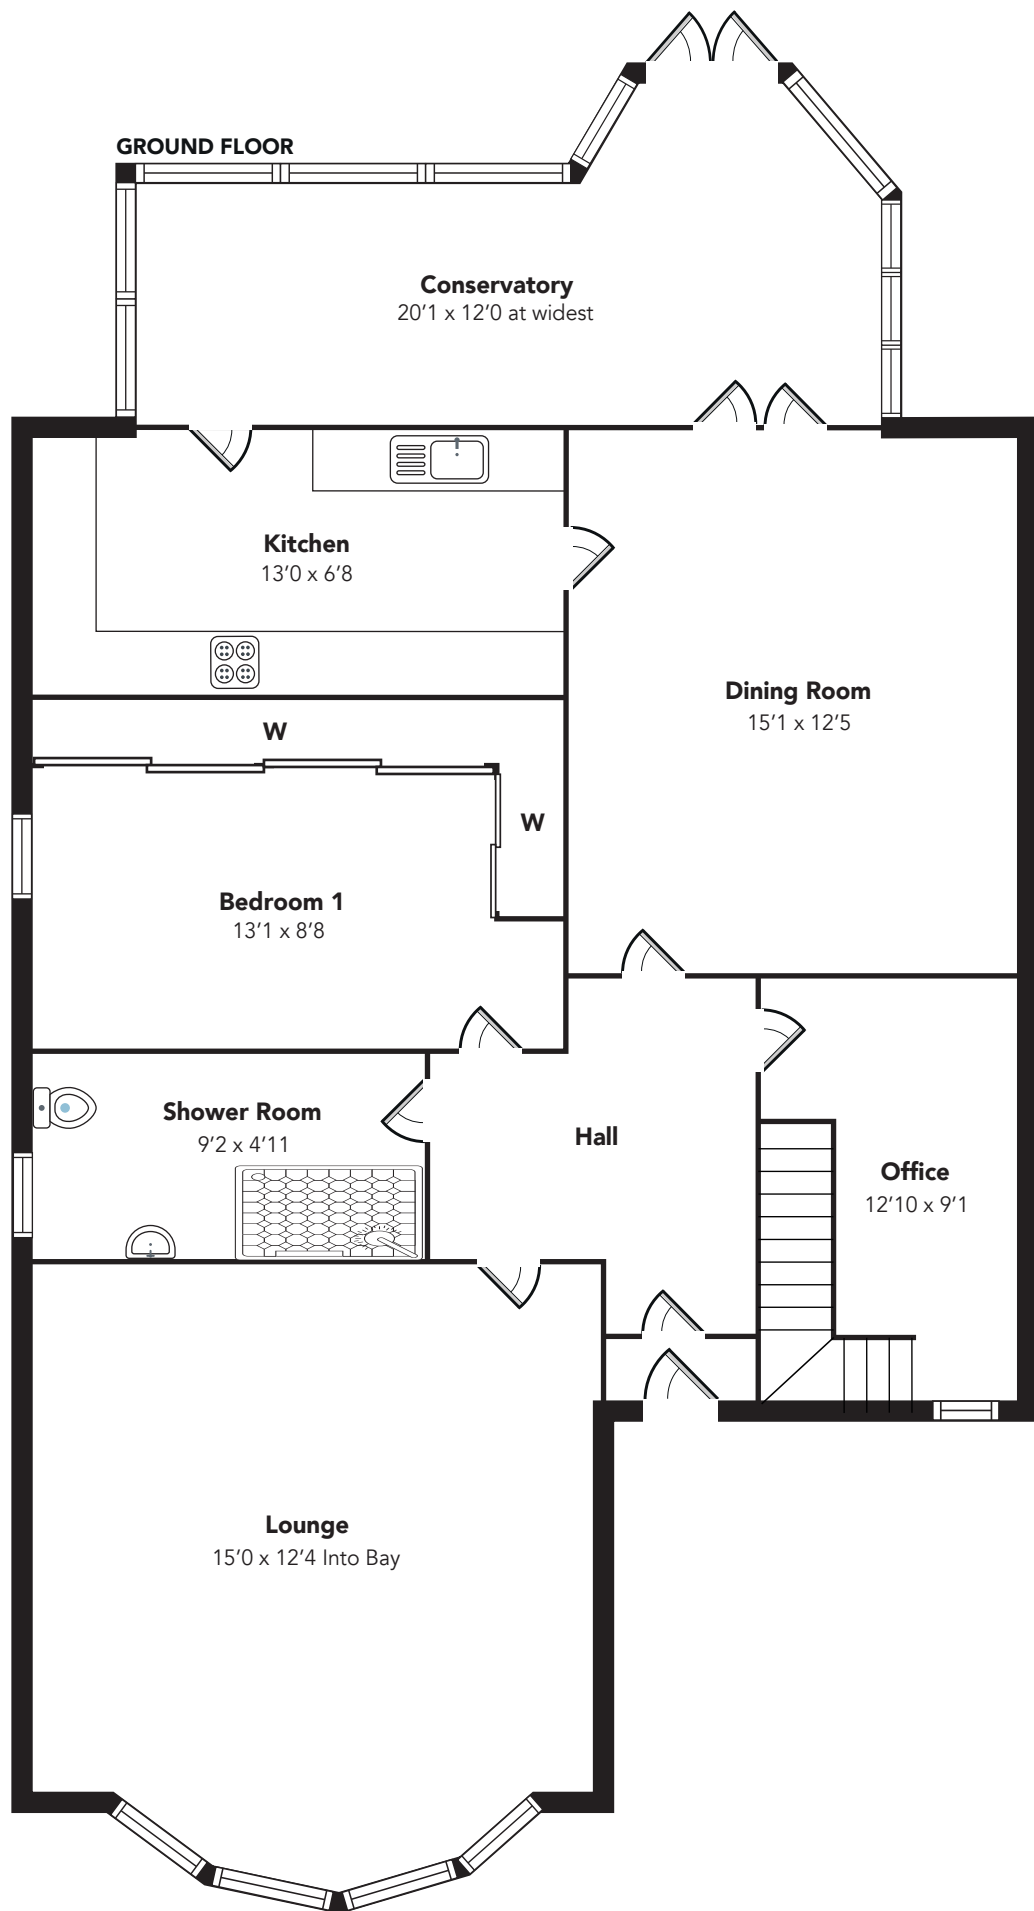 GROUND FLOOR
Conservatory
20’1 x 12’0 at widest
Kitchen
13’0 x 6’8
Dining Room
15’1 x 12’5
W
W
Bedroom 1
13’1 x 8’8
Shower Room
9’2 x 4’11
Hall
Office
12’10 x 9’1
Lounge
15’0 x 12’4 Into Bay